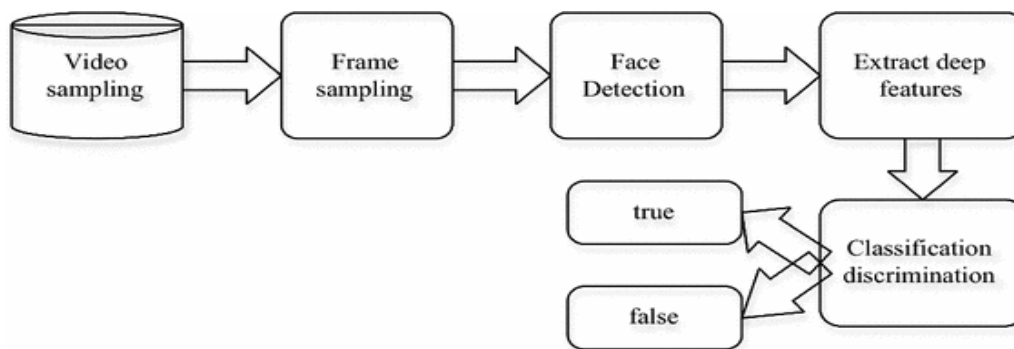 Video
sampling
Frame
sampling
Face
Detection
Extract deep
features
Classification
discrimination
true
false